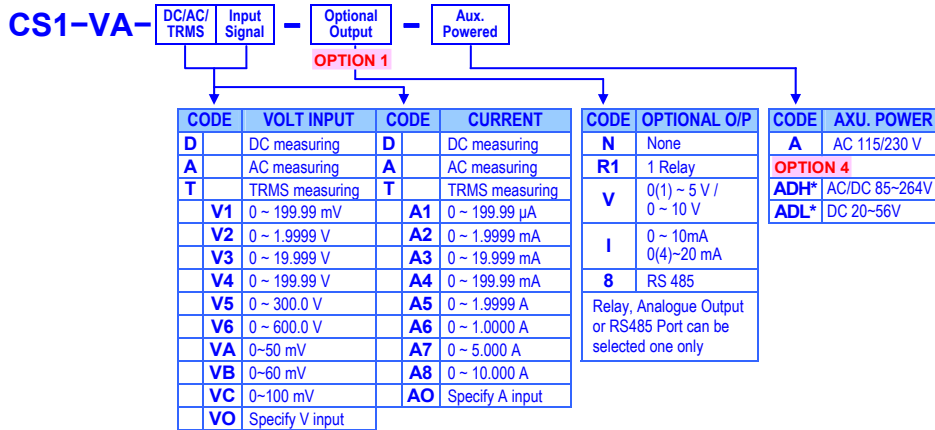 CS1-VA- DC/AC/ TRMS Input Signal - Optional Output - Aux. Powered
OPTION 1
CODE VOLT INPUT CODE CURRENT CODE OPTIONAL O/P CODE AXU. POWER
D DC measuring D DC measuring N None A AC 115/230 V
A AC measuring A AC measuring R1 1 Relay OPTION 4
T TRMS measuring T TRMS measuring V 0(1) ~ 5 V / 0 ~ 10 V ADH* AC/DC 85~264V
V1 0 ~ 199.99 mV A1 0 ~ 199.99 µA ADL* DC 20~56V
V2 0 ~ 1.9999 V A2 0 ~ 1.9999 mA I 0 ~ 10mA 0(4)~20 mA
V3 0 ~ 19.999 V A3 0 ~ 19.999 mA
V4 0 ~ 199.99 V A4 0 ~ 199.99 mA 8 RS 485
V5 0 ~ 300.0 V A5 0 ~ 1.9999 A Relay, Analogue Output
V6 0 ~ 600.0 V A6 0 ~ 1.0000 A or RS485 Port can be
VA 0~50 mV A7 0 ~ 5.000 A selected one only
VB 0~60 mV A8 0 ~ 10.000 A
VC 0~100 mV AO Specify A input
VO Specify V input